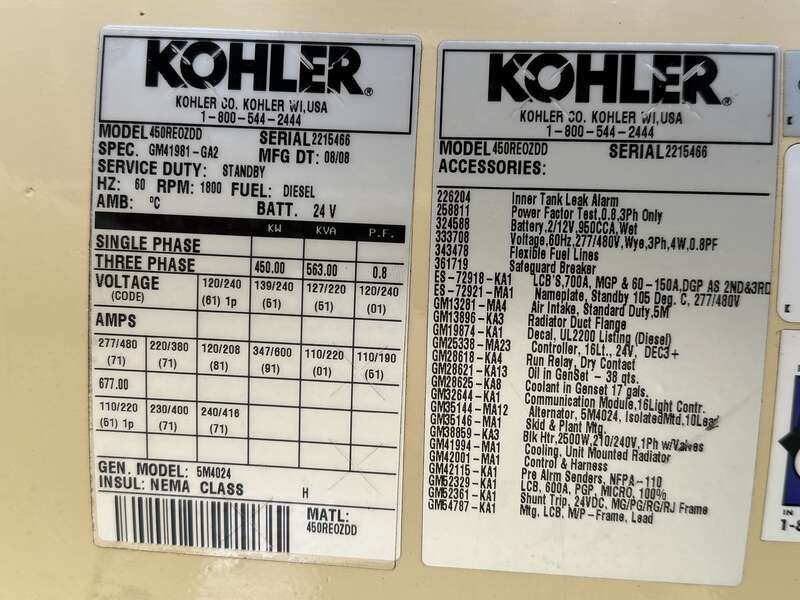 KOHLER®
KOHLER CO. KOHLER WI,USA
1-800-544-2444
MODEL 450REOZDD
SERIAL 2215466
SPEC. GM41981-GA2
MFG DT: 08/08
SERVICE DUTY: STANDBY
HZ: 60 RPM: 1800 FUEL: DIESEL
AMB: °C BATT. 24 V
KW KVA P.F.
SINGLE PHASE
THREE PHASE 450.00 563.00 0.8
VOLTAGE 120/240 139/240 127/220 120/240
(CODE) (61) 1p (51) (51) (01)
AMPS
277/480 220/380 120/208 347/600 110/220 110/190
(71) (71) (81) (91) (01) (51)
677.00
110/220 230/400 240/416
(51) 1p (71) (71)
GEN. MODEL: 5M4024
INSUL: NEMA CLASS H
MATL:
450REOZDD
KOHLER®
KOHLER CO. KOHLER WI,USA
1-800-544-2444
MODEL 450REOZDD SERIAL 2215466
ACCESSORIES:
226204 Inner Tank Leak Alarm
258811 Power Factor Test,0.8,3Ph Only
324588 Battery,2/12V,950CCA,Wet
333708 Voltage,60Hz,277/480V,Wye,3Ph,4W,0.8PF
343478 Flexible Fuel Lines
361719 Safeguard Breaker
ES-72918-KA1 LCB'S,700A, MGP & 60-150A,DGP AS 2ND&3RD
ES-72921-MA1 Nameplate, Standby 105 Deg. C, 277/480V
GM13281-MA4 Air Intake, Standard Duty,5M
GM13896-KA3 Radiator Duct Flange
GM19874-KA1 Decal, UL2200 Listing (Diesel)
GM25338-MA23 Controller, 16Li., 24V, DEC3+
GM28618-KA4 Run Relay, Dry Contact
GM28621-KA13 Oil in GenSet - 38 qts.
GM28625-KA8 Coolant in Genset 17 gals.
GM32644-KA1 Communication Module,16Light Contr.
GM35144-MA12 Alternator, 5M4024, IsolatedMtd,10Lead
GM35146-MA1 Skid & Plant Mtg.
GM38859-KA3 Blk Htr,2500W,210/240V,1Ph w/Valves
GM41994-MA1 Cooling, Unit Mounted Radiator
GM42001-MA1 Control & Harness
GM42115-KA1 Pre Alrm Senders, NFPA-110
GM52329-KA1 LCB, 600A, PGP, MICRO, 100%
GM52361-KA1 Shunt Trip, 24VDC, MG/PG/RG/RJ Frame
GM54787-KA1 Mtg, LCB, M/P-Frame, Lead
IN